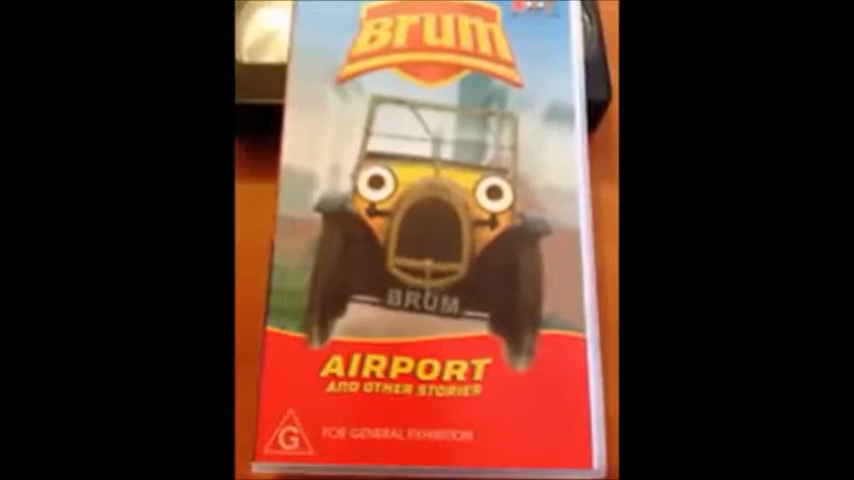 Brum
BRUM
AIRPORT
AND OTHER STORIES
G
FOR GENERAL EXHIBITION